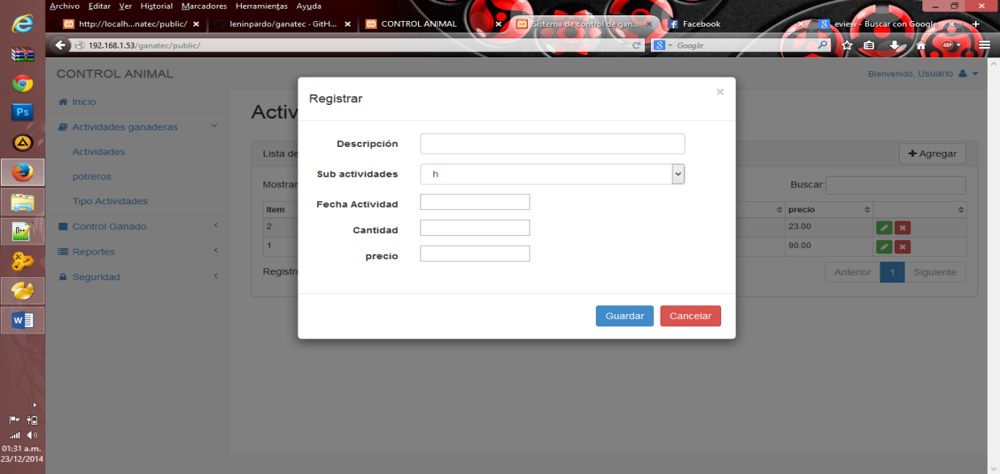 Archivo Editar Ver Historial Marcadores Herramientas Ayuda
http://localh...natec/public/ ×
leninpardo/ganatec · GitH... ×
CONTROL ANIMAL ×
Sistema de control de gan... ×
Facebook ×
eview - Buscar con Google ×
192.168.1.53/ganatec/public/
Google
ABP
CONTROL ANIMAL
Bienvenido, Usuario
Inicio
Actividades ganaderas
Actividades
potreros
Tipo Actividades
Control Ganado
Reportes
Seguridad
Activ
Lista de
Agregar
Mostrar
Buscar:
Item
precio
2
23.00
1
90.00
Registr
Anterior 1 Siguiente
Registrar ×
Descripción
Sub actividades h
Fecha Actividad
Cantidad
precio
Guardar Cancelar
Ps
W
01:31 a.m.
23/12/2014